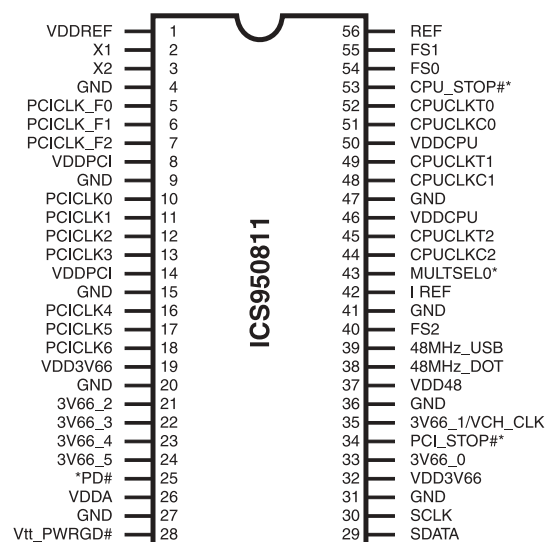 VDDREF 1 56 REF
X1 2 55 FS1
X2 3 54 FS0
GND 4 53 CPU_STOP#*
PCICLK_F0 5 52 CPUCLKT0
PCICLK_F1 6 51 CPUCLKC0
PCICLK_F2 7 50 VDDCPU
VDDPCI 8 49 CPUCLKT1
GND 9 48 CPUCLKC1
PCICLK0 10 47 GND
PCICLK1 11 46 VDDCPU
PCICLK2 12 45 CPUCLKT2
PCICLK3 13 44 CPUCLKC2
VDDPCI 14 43 MULTSEL0*
GND 15 42 I REF
PCICLK4 16 41 GND
PCICLK5 17 40 FS2
PCICLK6 18 39 48MHz_USB
VDD3V66 19 38 48MHz_DOT
GND 20 37 VDD48
3V66_2 21 36 GND
3V66_3 22 35 3V66_1/VCH_CLK
3V66_4 23 34 PCI_STOP#*
3V66_5 24 33 3V66_0
*PD# 25 32 VDD3V66
VDDA 26 31 GND
GND 27 30 SCLK
Vtt_PWRGD# 28 29 SDATA
ICS950811